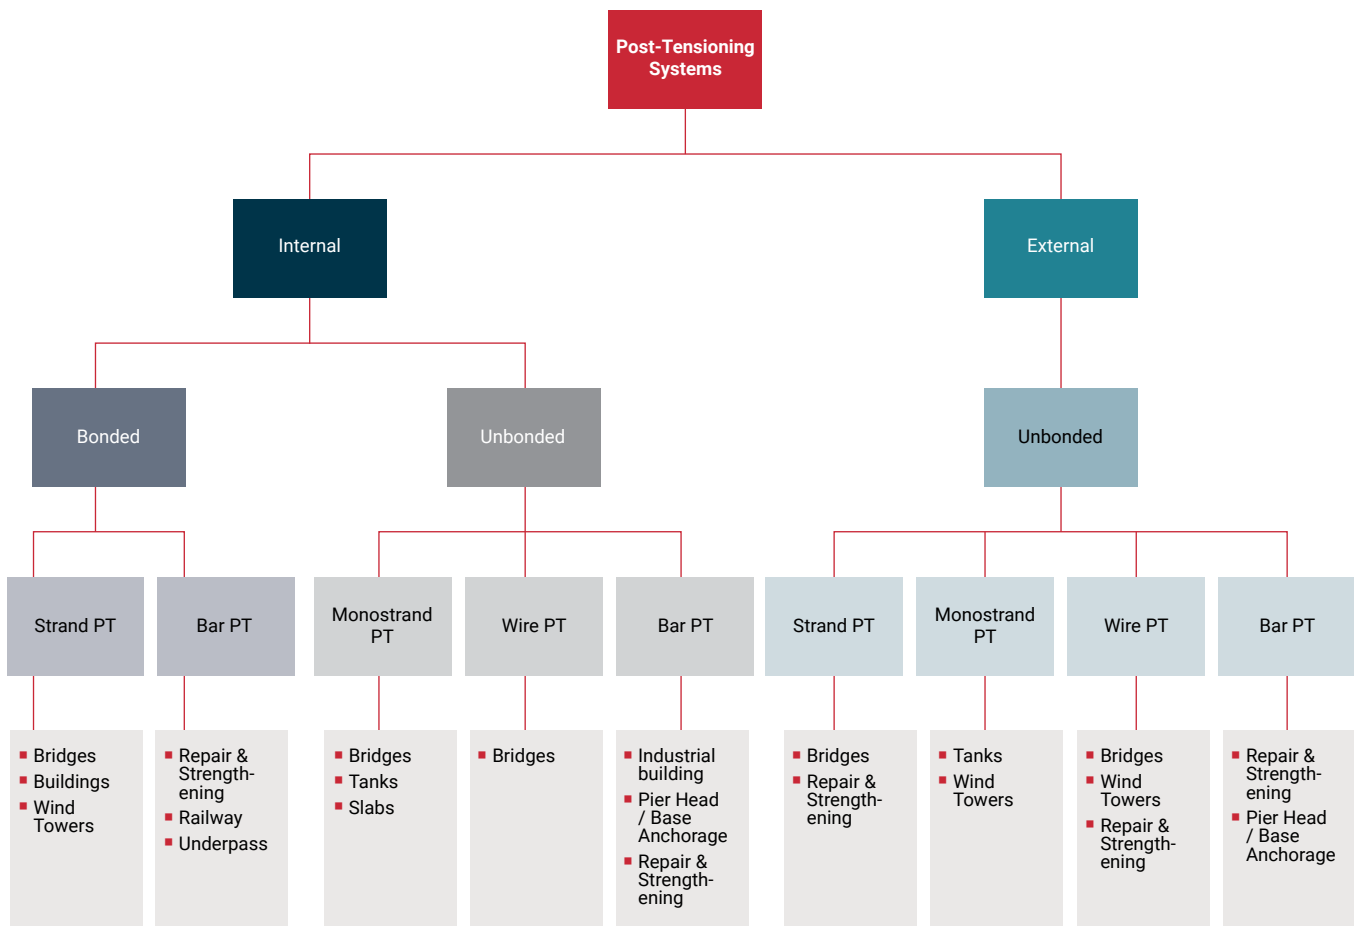 Post-Tensioning
Systems
Internal
External
Bonded
Unbonded
Unbonded
Strand PT
Bar PT
Monostrand
PT
Wire PT
Bar PT
Strand PT
Monostrand
PT
Wire PT
Bar PT
Bridges
Buildings
Wind
Towers
Repair &
Strength-
ening
Railway
Underpass
Bridges
Tanks
Slabs
Bridges
Industrial
building
Pier Head
/ Base
Anchorage
Repair &
Strength-
ening
Bridges
Repair &
Strength-
ening
Tanks
Wind
Towers
Bridges
Wind
Towers
Repair &
Strength-
ening
Repair &
Strength-
ening
Pier Head
/ Base
Anchorage